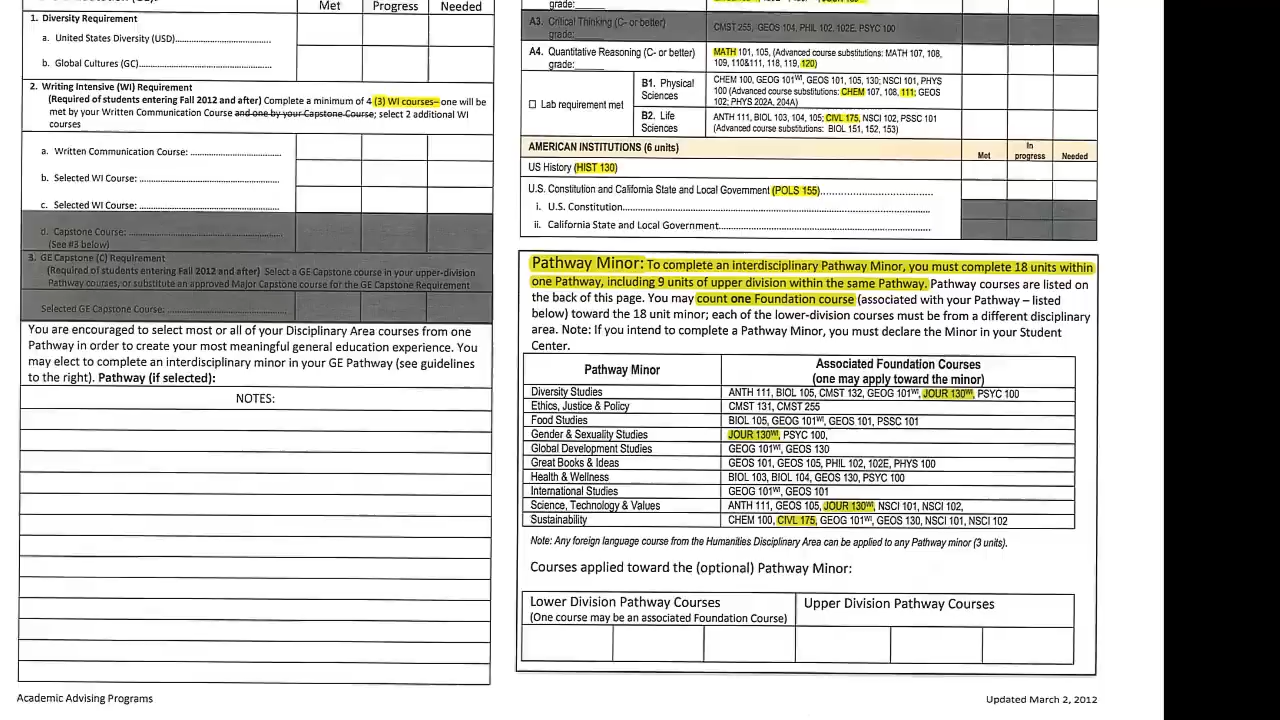 Met Progress Needed
1. Diversity Requirement
a. United States Diversity (USD)
b. Global Cultures (GC)
2. Writing Intensive (WI) Requirement
(Required of students entering Fall 2012 and after) Complete a minimum of 4 (3) WI courses– one will be
met by your Written Communication Course and one by your Capstone Course; select 2 additional WI
courses
a. Written Communication Course:
b. Selected WI Course:
c. Selected WI Course:
d. Capstone Course:
(See #3 below)
3. GE Capstone (C) Requirement
(Required of students entering Fall 2012 and after) Select a GE Capstone course in your upper-division
Pathway courses, or substitute an approved Major Capstone course for the GE Capstone Requirement
Selected GE Capstone Course:
You are encouraged to select most or all of your Disciplinary Area courses from one
Pathway in order to create your most meaningful general education experience. You
may elect to complete an interdisciplinary minor in your GE Pathway (see guidelines
to the right). Pathway (if selected):
NOTES:
Academic Advising Programs
grade:
A3. Critical Thinking (C- or better)
grade:
CMST 255, GEOS 104, PHIL 102, 102E, PSYC 100
A4. Quantitative Reasoning (C- or better)
grade:
MATH 101, 105, (Advanced course substitutions: MATH 107, 108,
109, 110&111, 118, 119, 120)
☐ Lab requirement met
B1. Physical
Sciences
CHEM 100, GEOG 101WI, GEOS 101, 105, 130; NSCI 101, PHYS
100 (Advanced course substitutions: CHEM 107, 108, 111; GEOS
102; PHYS 202A, 204A)
B2. Life
Sciences
ANTH 111, BIOL 103, 104, 105; CIVL 175, NSCI 102, PSSC 101
(Advanced course substitutions: BIOL 151, 152, 153)
AMERICAN INSTITUTIONS (6 units)
Met In progress Needed
US History (HIST 130)
U.S. Constitution and California State and Local Government (POLS 155)
i. U.S. Constitution
ii. California State and Local Government
Pathway Minor: To complete an interdisciplinary Pathway Minor, you must complete 18 units within
one Pathway, including 9 units of upper division within the same Pathway. Pathway courses are listed on
the back of this page. You may count one Foundation course (associated with your Pathway – listed
below) toward the 18 unit minor; each of the lower-division courses must be from a different disciplinary
area. Note: If you intend to complete a Pathway Minor, you must declare the Minor in your Student
Center.
Pathway Minor
Associated Foundation Courses
(one may apply toward the minor)
Diversity Studies ANTH 111, BIOL 105, CMST 132, GEOG 101WI, JOUR 130WI, PSYC 100
Ethics, Justice & Policy CMST 131, CMST 255
Food Studies BIOL 105, GEOG 101WI, GEOS 101, PSSC 101
Gender & Sexuality Studies JOUR 130WI, PSYC 100,
Global Development Studies GEOG 101WI, GEOS 130
Great Books & Ideas GEOS 101, GEOS 105, PHIL 102, 102E, PHYS 100
Health & Wellness BIOL 103, BIOL 104, GEOS 130, PSYC 100
International Studies GEOG 101WI, GEOS 101
Science, Technology & Values ANTH 111, GEOS 105, JOUR 130WI, NSCI 101, NSCI 102,
Sustainability CHEM 100, CIVL 175, GEOG 101WI, GEOS 130, NSCI 101, NSCI 102
Note: Any foreign language course from the Humanities Disciplinary Area can be applied to any Pathway minor (3 units).
Courses applied toward the (optional) Pathway Minor:
Lower Division Pathway Courses
(One course may be an associated Foundation Course)
Upper Division Pathway Courses
Updated March 2, 2012